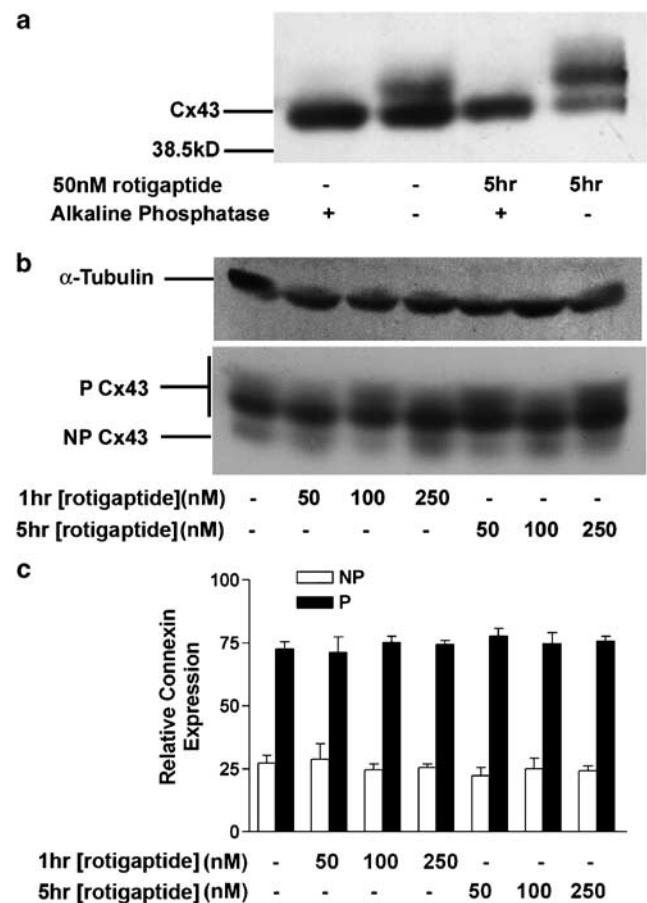 a
Cx43
38.5kD
50nM rotigaptide - - 5hr 5hr
Alkaline Phosphatase + - + -
b
α-Tubulin
P Cx43
NP Cx43
1hr [rotigaptide](nM) - 50 100 250 - - -
5hr [rotigaptide](nM) - - - - 50 100 250
c
NP
P
100
75
50
25
0
Relative Connexin
Expression
1hr [rotigaptide] (nM) - 50 100 250 - - -
5hr [rotigaptide] (nM) - - - - 50 100 250